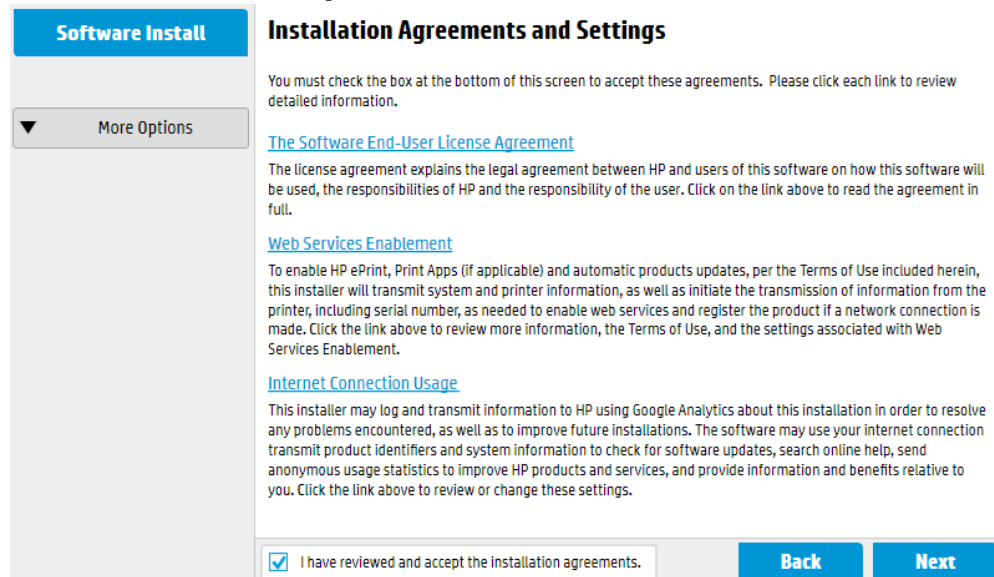 Software Install
More Options
Installation Agreements and Settings
You must check the box at the bottom of this screen to accept these agreements. Please click each link to review
detailed information.
The Software End-User License Agreement
The license agreement explains the legal agreement between HP and users of this software on how this software will
be used, the responsibilities of HP and the responsibility of the user. Click on the link above to read the agreement in
full.
Web Services Enablement
To enable HP ePrint, Print Apps (if applicable) and automatic products updates, per the Terms of Use included herein,
this installer will transmit system and printer information, as well as initiate the transmission of information from the
printer, including serial number, as needed to enable web services and register the product if a network connection is
made. Click the link above to review more information, the Terms of Use, and the settings associated with Web
Services Enablement.
Internet Connection Usage
This installer may log and transmit information to HP using Google Analytics about this installation in order to resolve
any problems encountered, as well as to improve future installations. The software may use your internet connection
transmit product identifiers and system information to check for software updates, search online help, send
anonymous usage statistics to improve HP products and services, and provide information and benefits relative to
you. Click the link above to review or change these settings.
I have reviewed and accept the installation agreements.
Back
Next